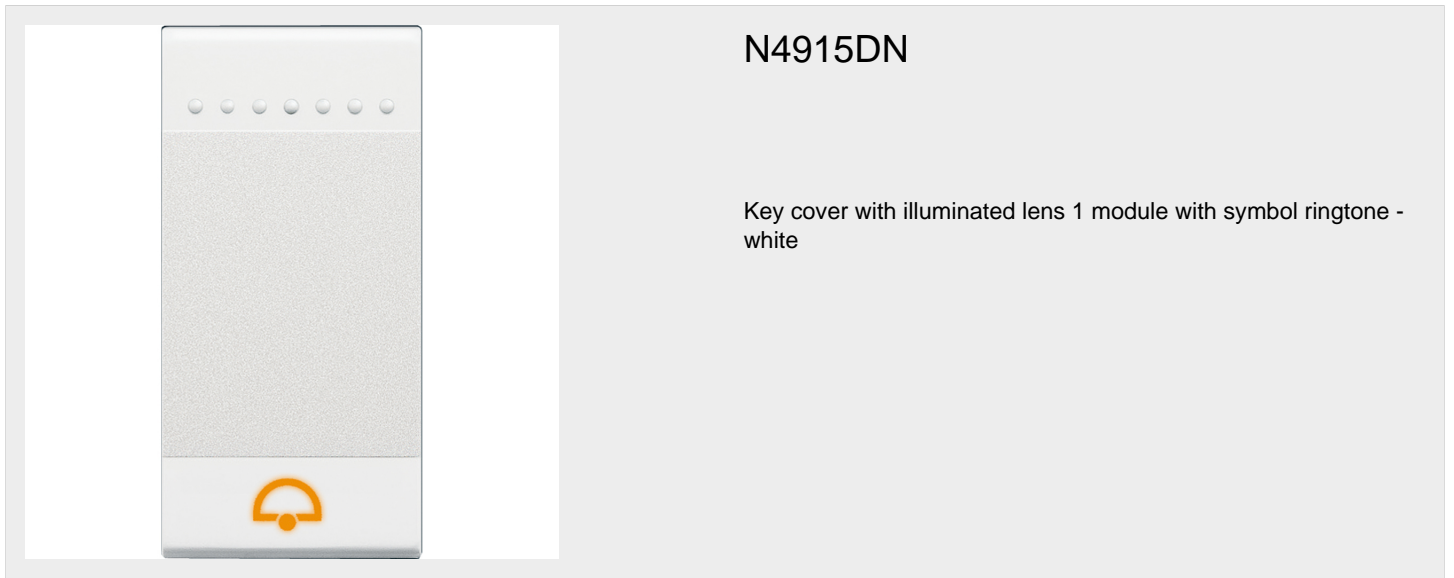 N4915DN
Key cover with illuminated lens 1 module with symbol ringtone -
white